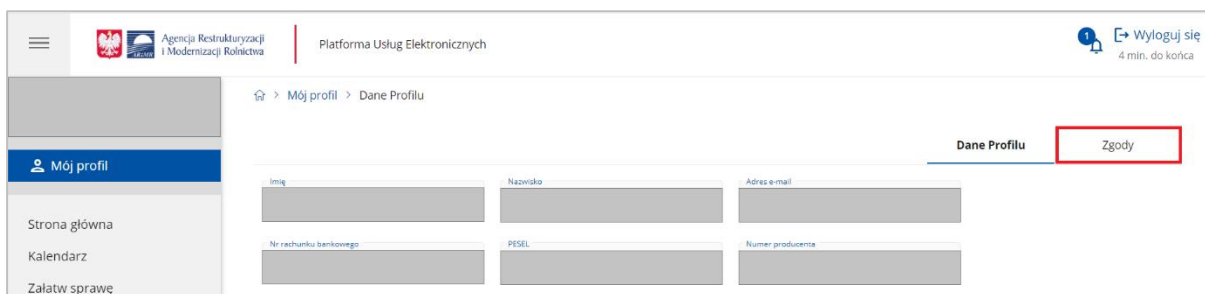 Agencja Restrukturyzacji
i Modernizacji Rolnictwa
ARiMR
Platforma Usług Elektronicznych
1
Wyloguj się
4 min. do końca
Mój profil > Dane Profilu
Dane Profilu
Zgody
Mój profil
Imię
Nazwisko
Adres e-mail
Strona główna
Nr rachunku bankowego
PESEL
Numer producenta
Kalendarz
Załatw sprawę